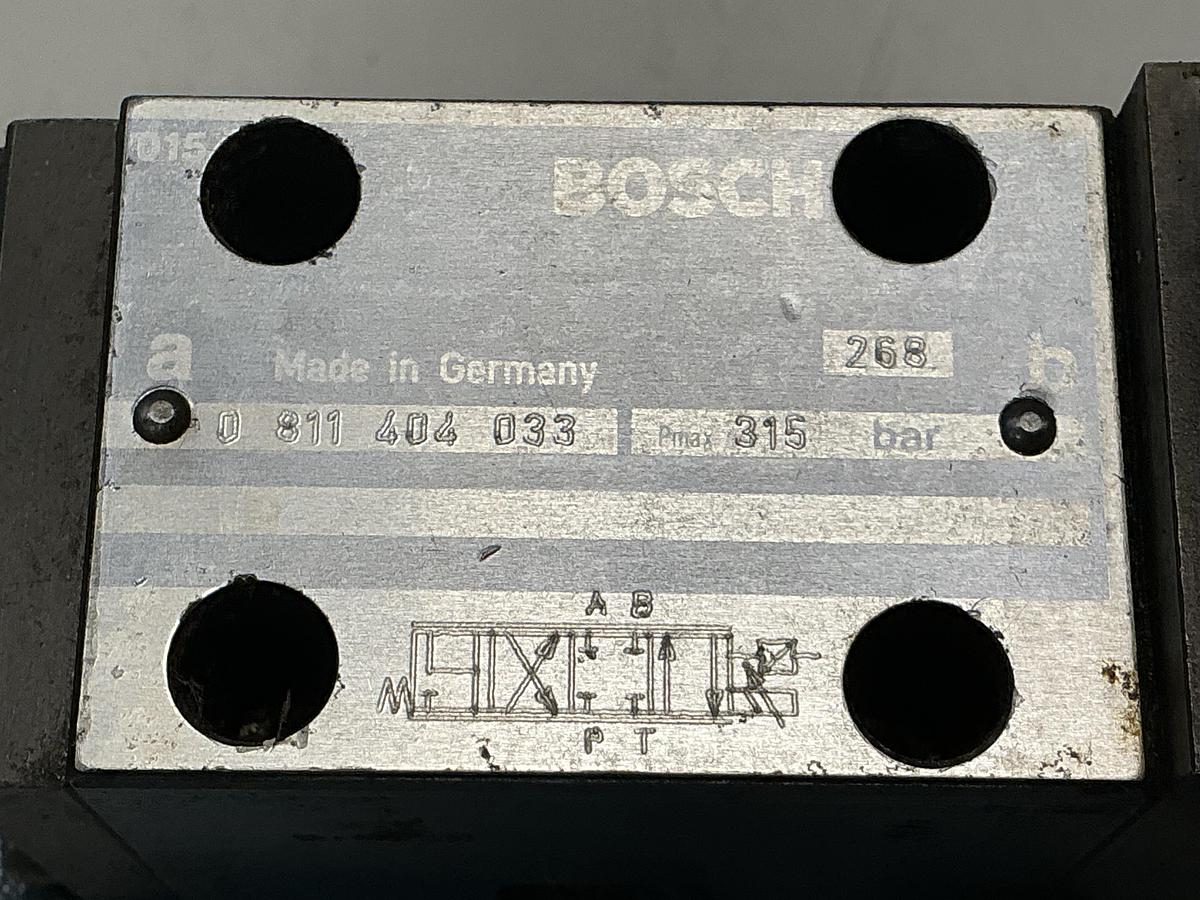 015
BOSCH
268
a
b
Made in Germany
0 811 404 033
Pmax 315 bar
A B
P T